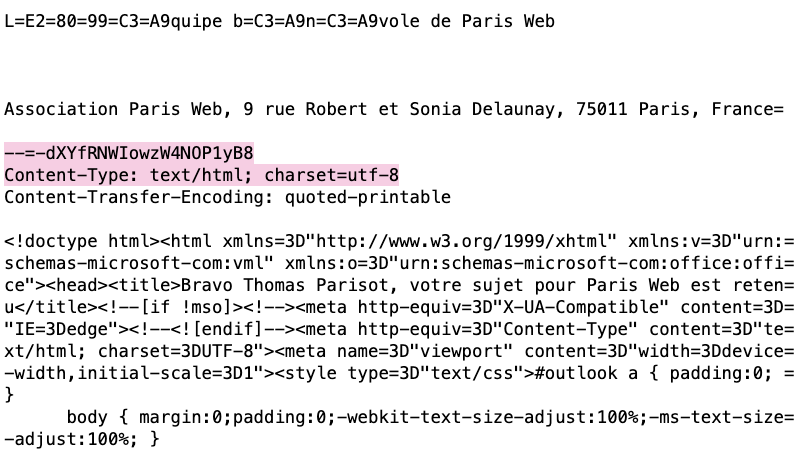 L=E2=80=99=C3=A9quipe b=C3=A9n=C3=A9vole de Paris Web
Association Paris Web, 9 rue Robert et Sonia Delaunay, 75011 Paris, France=
--=-dXYfRNWIowzW4NOP1yB8
Content-Type: text/html; charset=utf-8
Content-Transfer-Encoding: quoted-printable
<!doctype html><html xmlns=3D"http://www.w3.org/1999/xhtml" xmlns:v=3D"urn:=
schemas-microsoft-com:vml" xmlns:o=3D"urn:schemas-microsoft-com:office:offi=
ce"><head><title>Bravo Thomas Parisot, votre sujet pour Paris Web est reten=
u</title><!--[if !mso]><!--><meta http-equiv=3D"X-UA-Compatible" content=3D=
"IE=3Dedge"><!--<![endif]--><meta http-equiv=3D"Content-Type" content=3D"te=
xt/html; charset=3DUTF-8"><meta name=3D"viewport" content=3D"width=3Ddevice=
-width,initial-scale=3D1"><style type=3D"text/css">#outlook a { padding:0; =
}
body { margin:0;padding:0;-webkit-text-size-adjust:100%;-ms-text-size=
-adjust:100%; }